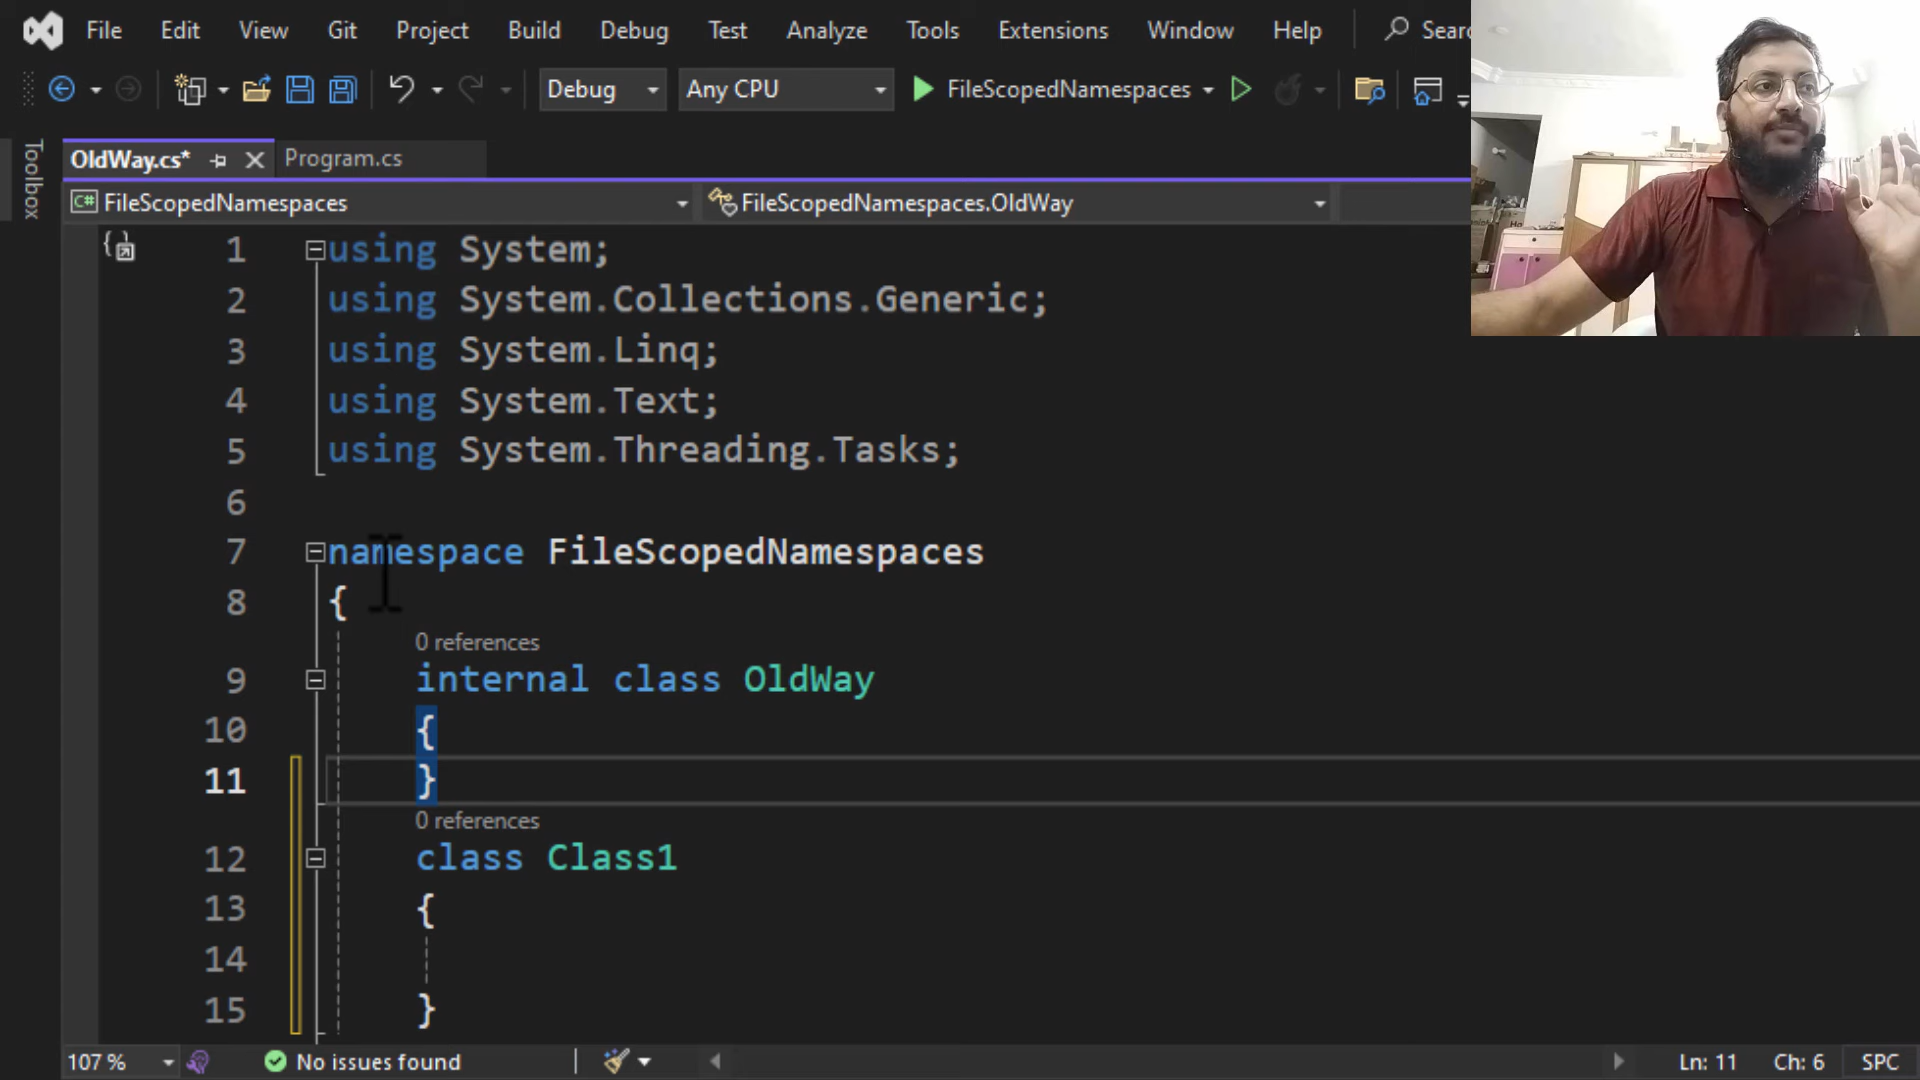 File Edit View Git Project Build Debug Test Analyze Tools Extensions Window Help Searc
Debug Any CPU FileScopedNamespaces
Toolbox
OldWay.cs* Program.cs
C# FileScopedNamespaces FileScopedNamespaces.OldWay
1 using System;
2 using System.Collections.Generic;
3 using System.Linq;
4 using System.Text;
5 using System.Threading.Tasks;
6
7 namespace FileScopedNamespaces
8 {
0 references
9 internal class OldWay
10 {
11 }
0 references
12 class Class1
13 {
14
15 }
107 % No issues found Ln: 11 Ch: 6 SPC